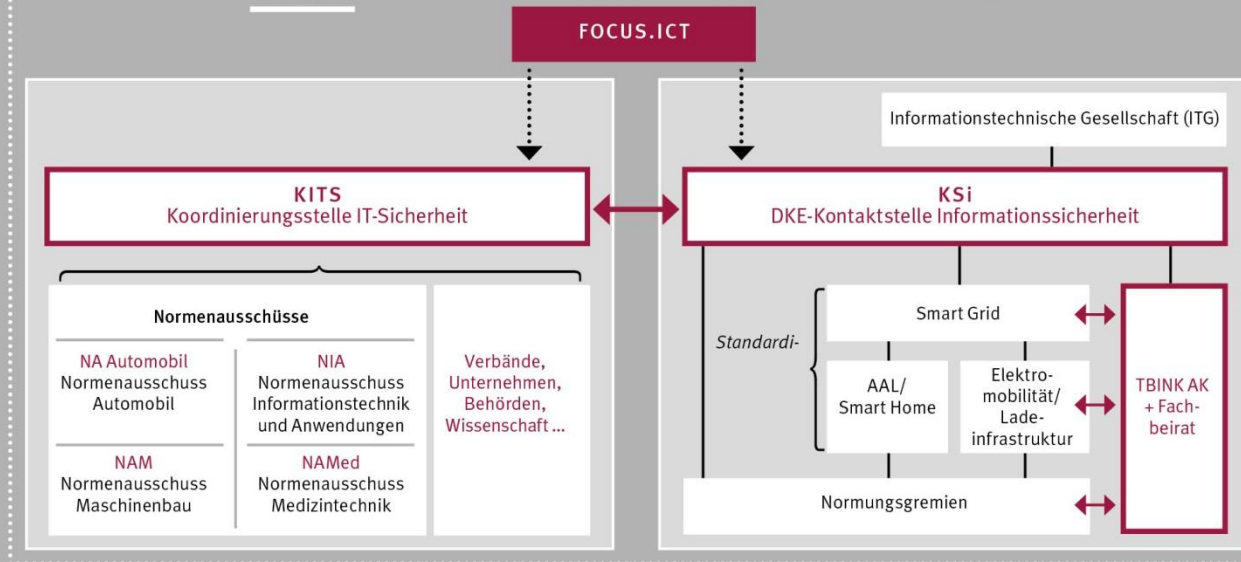 FOCUS.ICT
KITS
Koordinierungsstelle IT-Sicherheit
Normenausschüsse
NA Automobil
Normenausschuss
Automobil
NIA
Normenausschuss
Informationstechnik
und Anwendungen
NAM
Normenausschuss
Maschinenbau
NAMed
Normenausschuss
Medizintechnik
Verbände,
Unternehmen,
Behörden,
Wissenschaft ...
Informationstechnische Gesellschaft (ITG)
KSi
DKE-Kontaktstelle Informationssicherheit
Standardi-
Smart Grid
AAL/
Smart Home
Elektro-
mobilität/
Lade-
infrastruktur
Normungsgremien
TBINK AK
+ Fach-
beirat